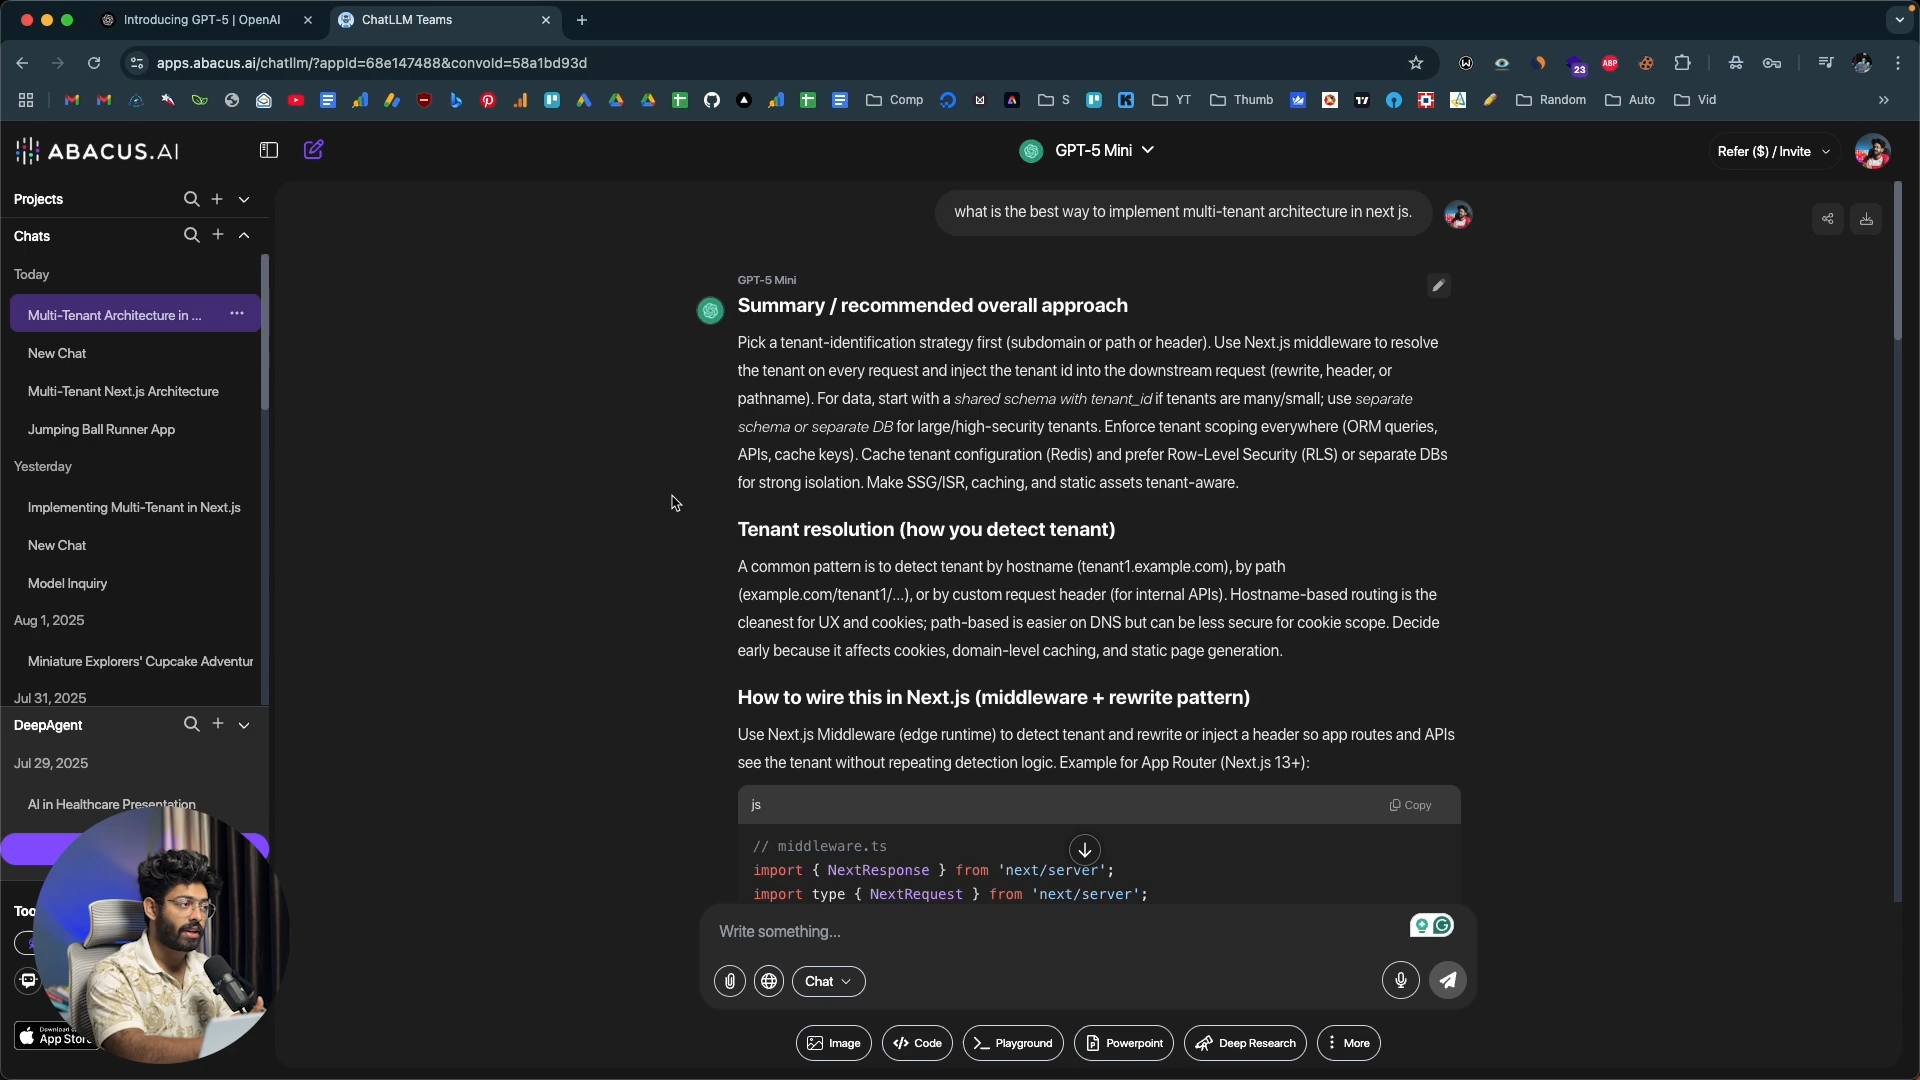 Introducing GPT-5 | OpenAI
ChatLLM Teams
apps.abacus.ai/chatllm/?appId=68e147488&convoId=58a1bd93d
23
ABP
Comp
S
YT
Thumb
Random
Auto
Vid
ABACUS.AI
GPT-5 Mini
Refer ($) / Invite
Projects
Chats
Today
Multi-Tenant Architecture in ...
New Chat
Multi-Tenant Next.js Architecture
Jumping Ball Runner App
Yesterday
Implementing Multi-Tenant in Next.js
New Chat
Model Inquiry
Aug 1, 2025
Miniature Explorers' Cupcake Adventur
Jul 31, 2025
DeepAgent
Jul 29, 2025
AI in Healthcare Presentation
Too
Download
App Store
what is the best way to implement multi-tenant architecture in next js.
GPT-5 Mini
Summary / recommended overall approach
Pick a tenant-identification strategy first (subdomain or path or header). Use Next.js middleware to resolve
the tenant on every request and inject the tenant id into the downstream request (rewrite, header, or
pathname). For data, start with a shared schema with tenant_id if tenants are many/small; use separate
schema or separate DB for large/high-security tenants. Enforce tenant scoping everywhere (ORM queries,
APIs, cache keys). Cache tenant configuration (Redis) and prefer Row-Level Security (RLS) or separate DBs
for strong isolation. Make SSG/ISR, caching, and static assets tenant-aware.
Tenant resolution (how you detect tenant)
A common pattern is to detect tenant by hostname (tenant1.example.com), by path
(example.com/tenant1/...), or by custom request header (for internal APIs). Hostname-based routing is the
cleanest for UX and cookies; path-based is easier on DNS but can be less secure for cookie scope. Decide
early because it affects cookies, domain-level caching, and static page generation.
How to wire this in Next.js (middleware + rewrite pattern)
Use Next.js Middleware (edge runtime) to detect tenant and rewrite or inject a header so app routes and APIs
see the tenant without repeating detection logic. Example for App Router (Next.js 13+):
js
Copy
// middleware.ts
import { NextResponse } from 'next/server';
import type { NextRequest } from 'next/server';
Write something...
Chat
Image
Code
Playground
Powerpoint
Deep Research
More